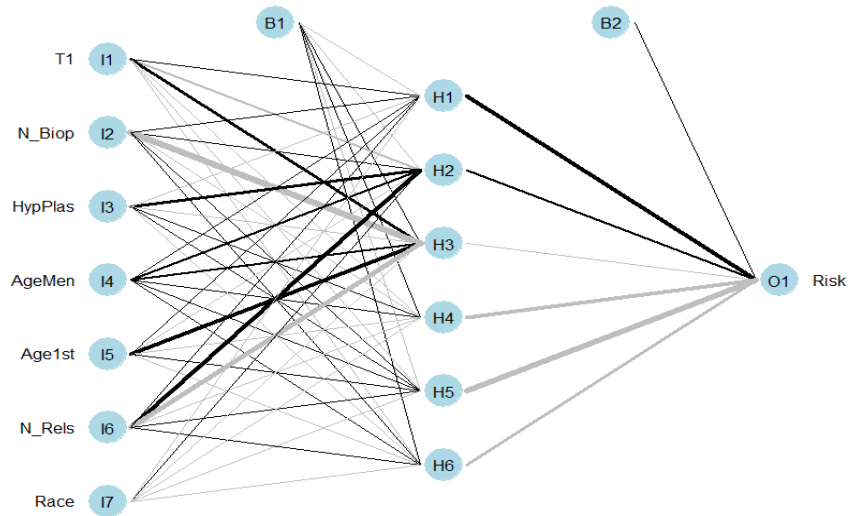 B1 B2
T1 I1
H1
N_Biop I2
H2
HypPlas I3
H3
AgeMen I4 O1 Risk
H4
Age1st I5
H5
N_Rels I6
H6
Race I7